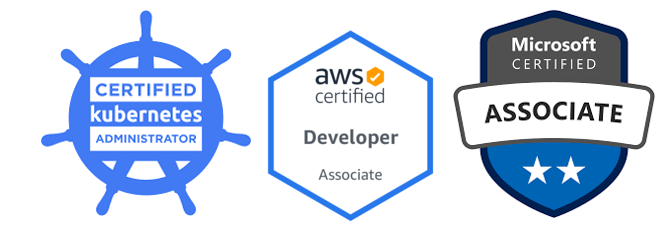 CERTIFIED
kubernetes
ADMINISTRATOR
aws
certified
Developer
Associate
Microsoft
CERTIFIED
ASSOCIATE